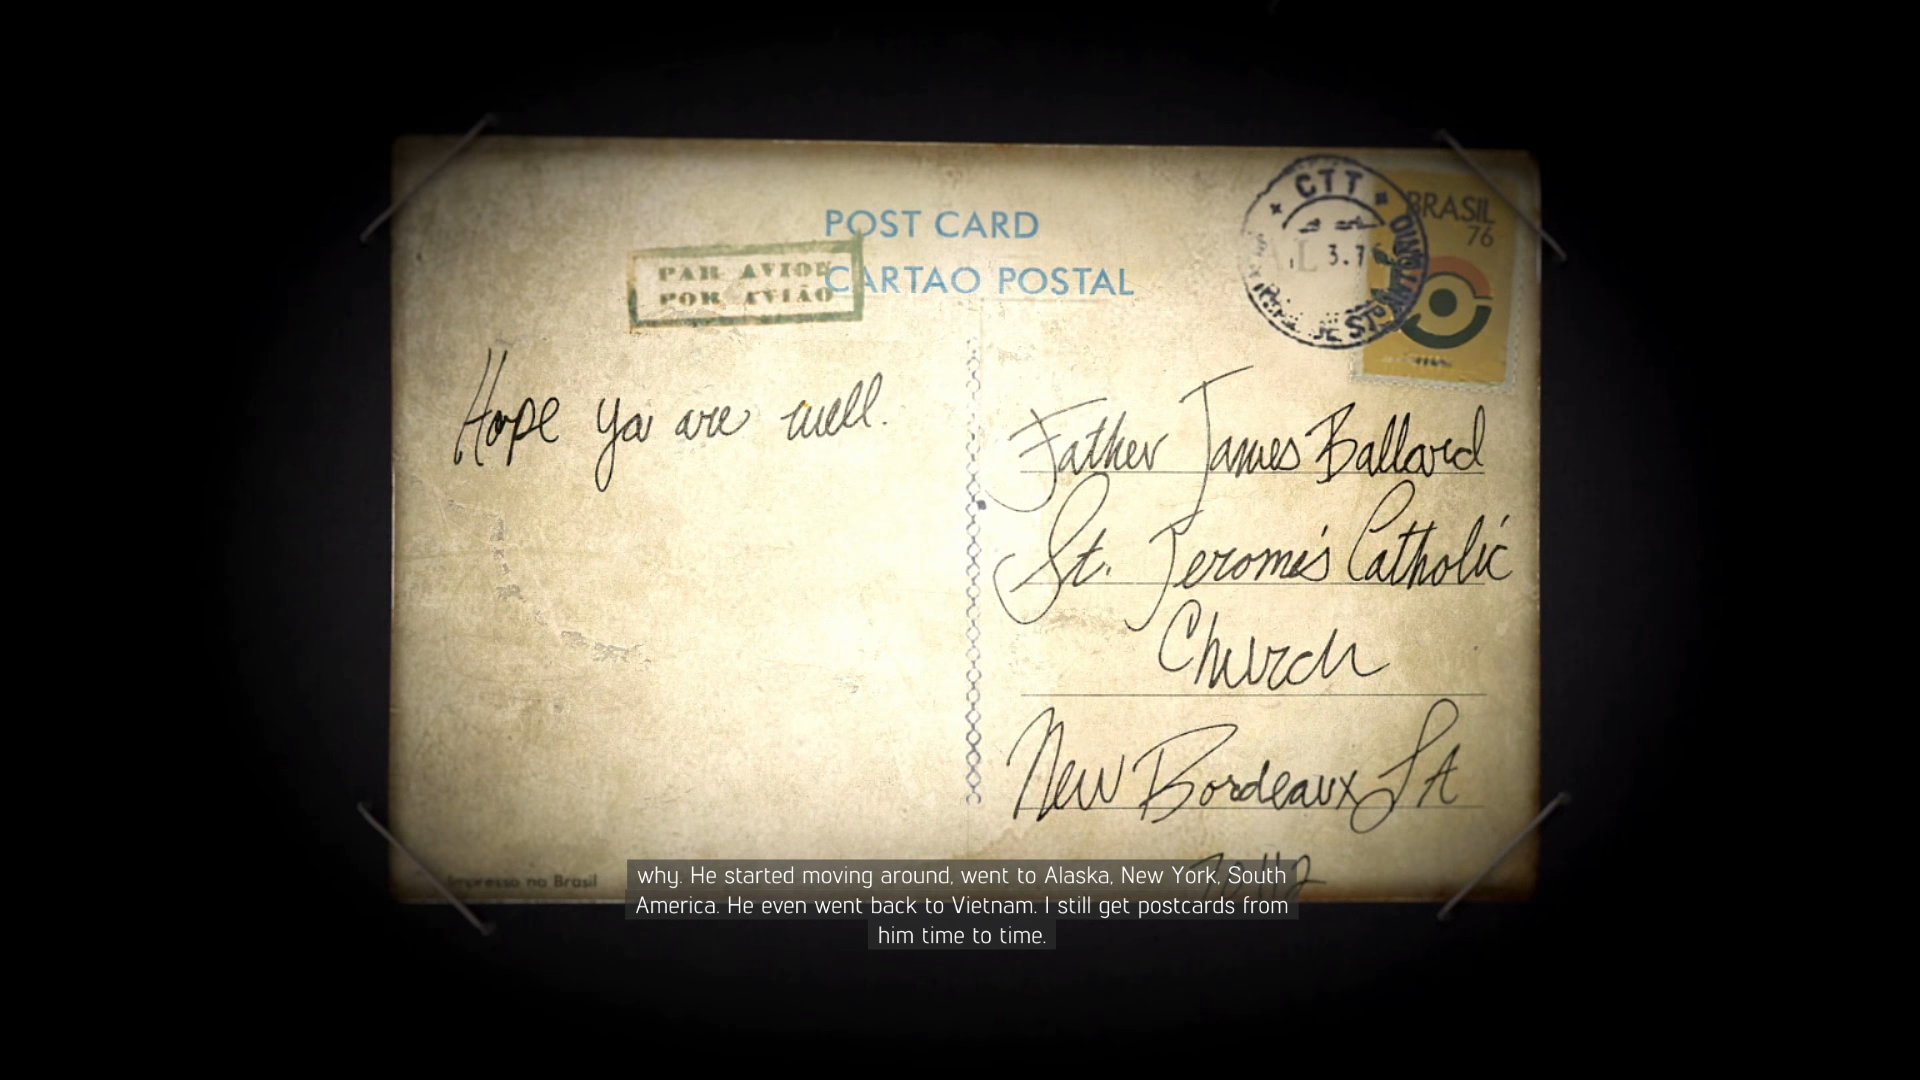 POST CARD
CARTAO POSTAL
PAR AVION
POR AVIÃO
CTT
3.76
BRASIL
76
Hope you are well.
Father James Ballard
St. Jerome's Catholic
Church
New Bordeaux LA
Impresso no Brasil
why. He started moving around, went to Alaska, New York, South
America. He even went back to Vietnam. I still get postcards from
him time to time.